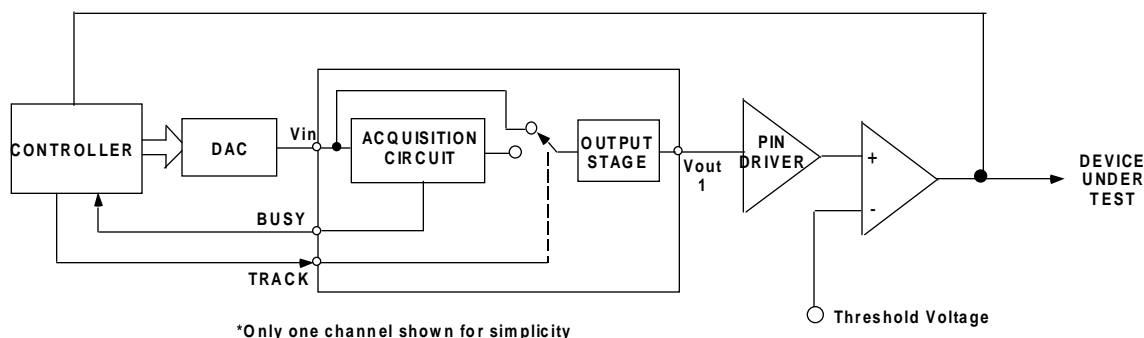 CONTROLLER
DAC
Vin
ACQUISITION
CIRCUIT
OUTPUT
STAGE
Vout
1
PIN
DRIVER
+
-
DEVICE
UNDER
TEST
BUSY
TRACK
Threshold Voltage
*Only one channel shown for simplicity